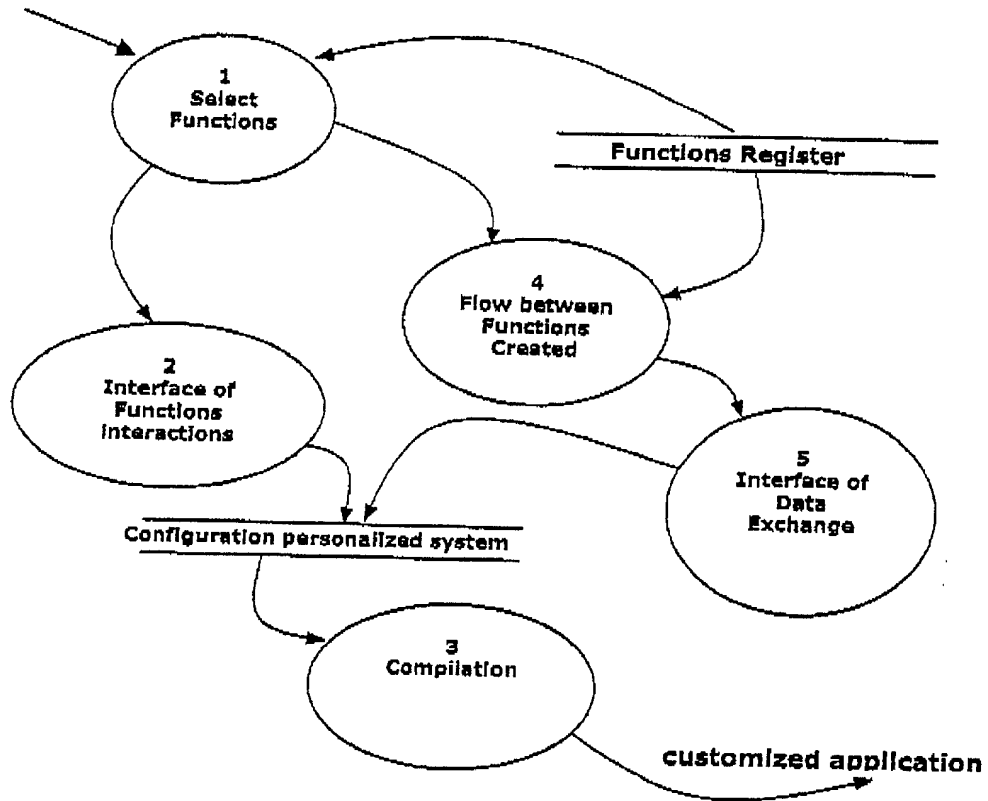 1
Select
Functions
Functions Register
4
Flow between
Functions
Created
2
Interface of
Functions
interactions
5
Interface of
Data
Exchange
Configuration personalized system
3
Compilation
customized application